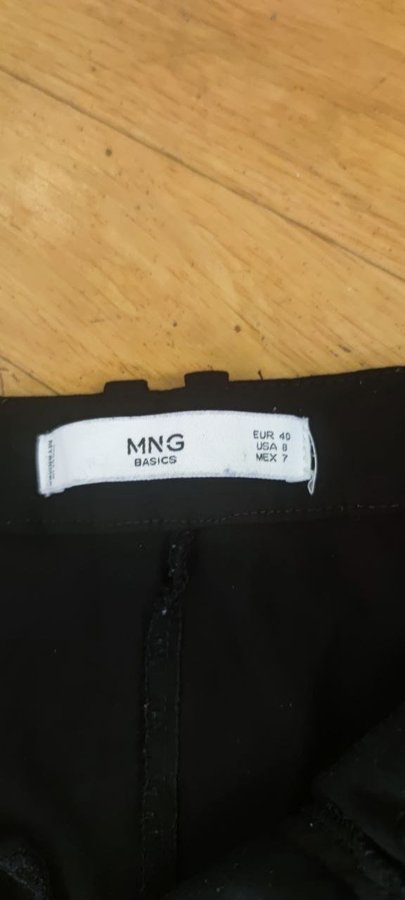 MNG
BASICS
EUR 40
USA 8
MEX 7